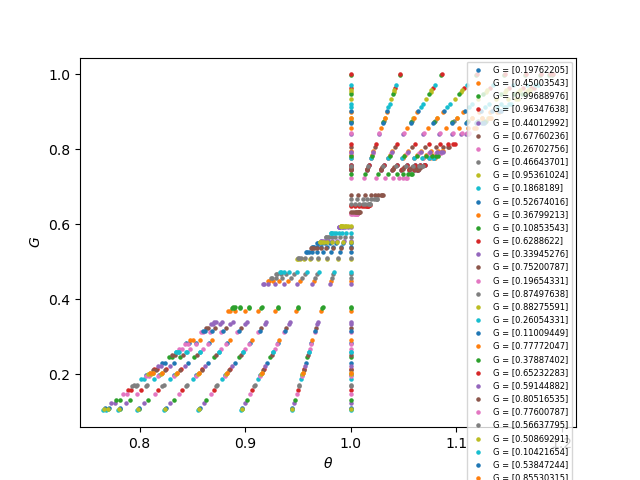 1.0
0.8
0.6
0.4
0.2
G
0.8
0.9
1.0
1.1
θ
G = [0.19762205]
G = [0.45003543]
G = [0.99688976]
G = [0.96347638]
G = [0.44012992]
G = [0.67760236]
G = [0.26702756]
G = [0.46643701]
G = [0.95361024]
G = [0.1868189]
G = [0.52674016]
G = [0.36799213]
G = [0.10853543]
G = [0.6288622]
G = [0.33945276]
G = [0.75200787]
G = [0.19654331]
G = [0.87497638]
G = [0.88275591]
G = [0.26054331]
G = [0.11009449]
G = [0.77772047]
G = [0.37887402]
G = [0.65232283]
G = [0.59144882]
G = [0.80516535]
G = [0.77600787]
G = [0.56637795]
G = [0.50869291]
G = [0.10421654]
G = [0.53847244]
G = [0.85530315]